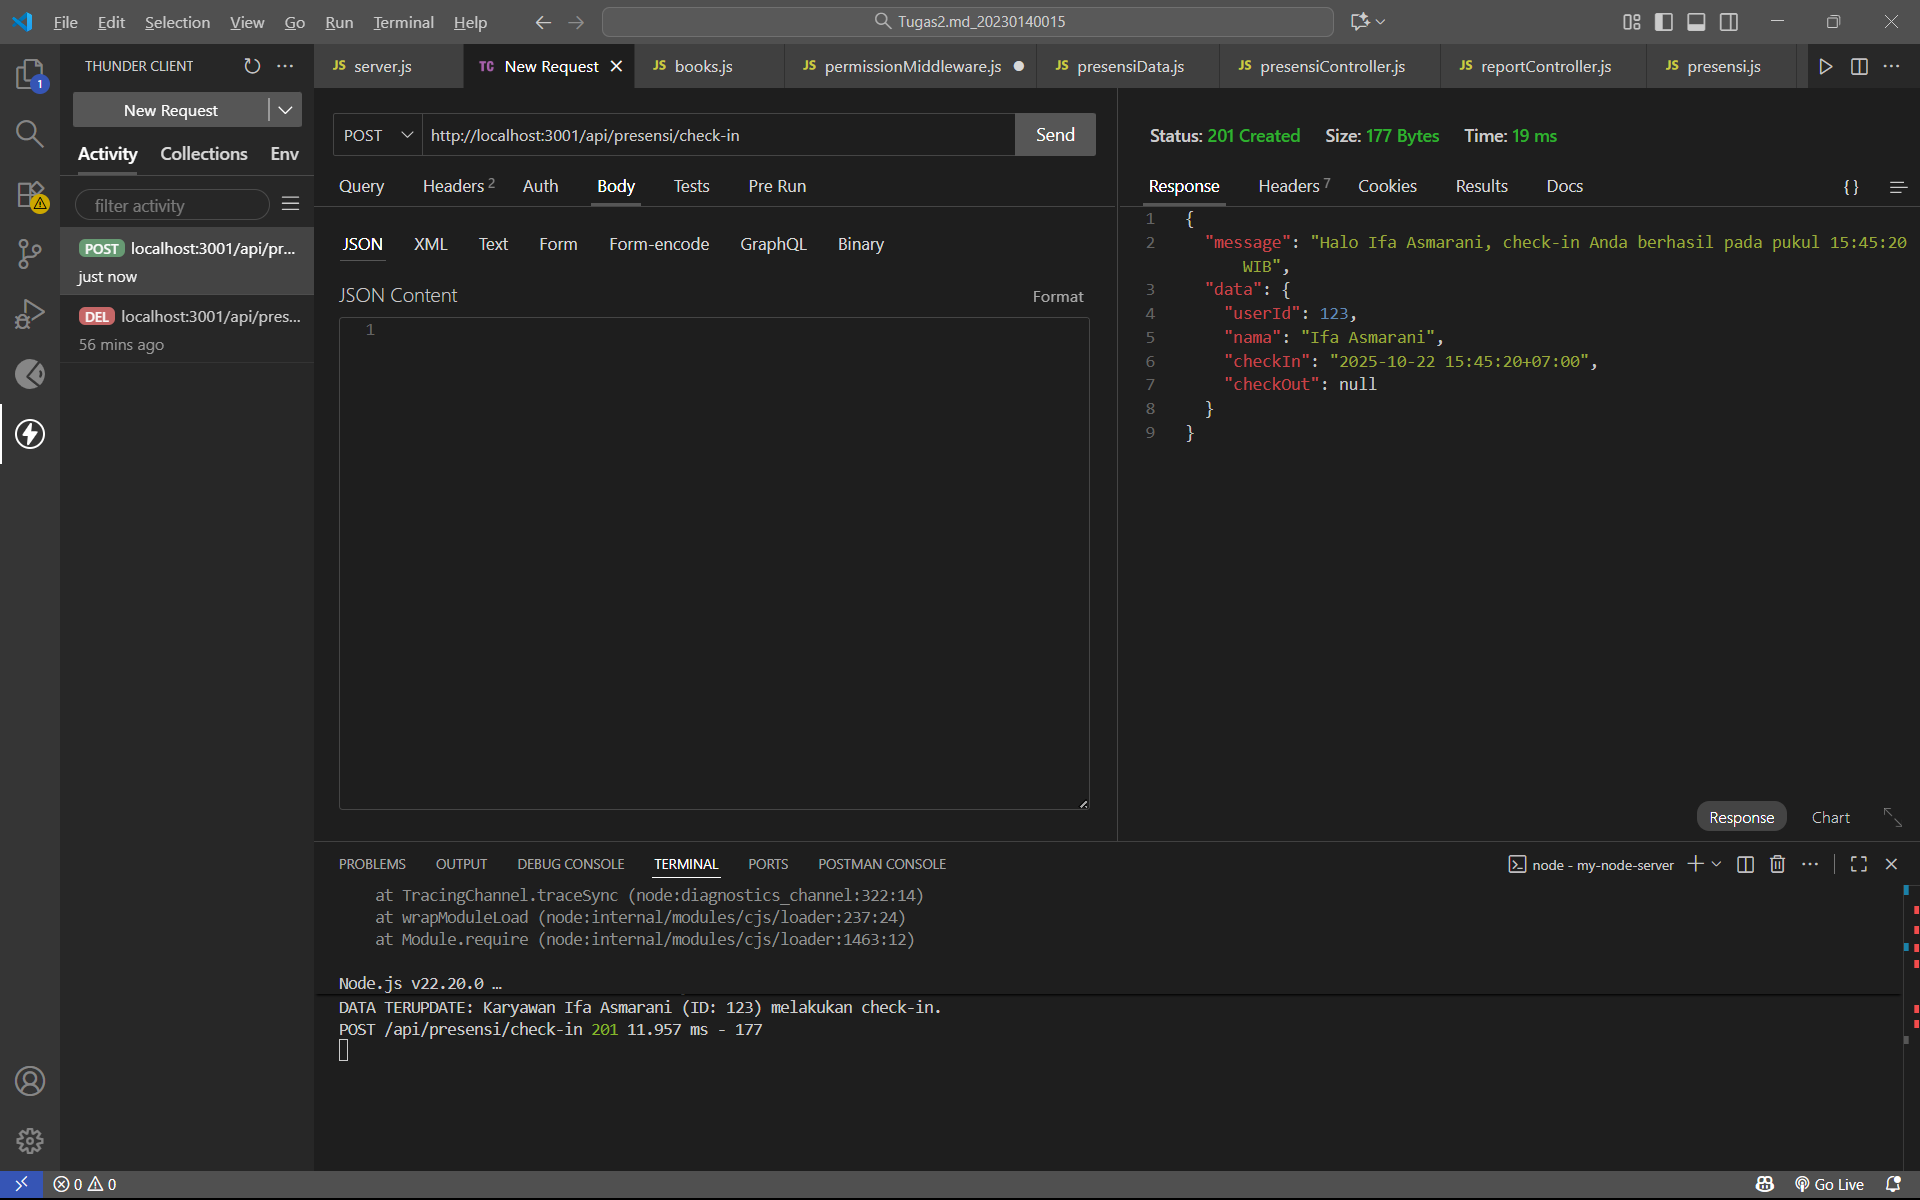 File Edit Selection View Go Run Terminal Help
Tugas2.md_20230140015
1
THUNDER CLIENT
New Request
Activity Collections Env
filter activity
POST localhost:3001/api/pr...
just now
DEL localhost:3001/api/pres...
56 mins ago
JS server.js
TC New Request
JS books.js
JS permissionMiddleware.js
JS presensiData.js
JS presensiController.js
JS reportController.js
JS presensi.js
POST http://localhost:3001/api/presensi/check-in Send
Query Headers 2 Auth Body Tests Pre Run
JSON XML Text Form Form-encode GraphQL Binary
JSON Content Format
1
Status: 201 Created Size: 177 Bytes Time: 19 ms
Response Headers 7 Cookies Results Docs {}
1 {
2 "message": "Halo Ifa Asmarani, check-in Anda berhasil pada pukul 15:45:20
WIB",
3 "data": {
4 "userId": 123,
5 "nama": "Ifa Asmarani",
6 "checkIn": "2025-10-22 15:45:20+07:00",
7 "checkOut": null
8 }
9 }
Response Chart
PROBLEMS OUTPUT DEBUG CONSOLE TERMINAL PORTS POSTMAN CONSOLE
node - my-node-server
at TracingChannel.traceSync (node:diagnostics_channel:322:14)
at wrapModuleLoad (node:internal/modules/cjs/loader:237:24)
at Module.require (node:internal/modules/cjs/loader:1463:12)
Node.js v22.20.0 …
DATA TERUPDATE: Karyawan Ifa Asmarani (ID: 123) melakukan check-in.
POST /api/presensi/check-in 201 11.957 ms - 177
0 0
Go Live